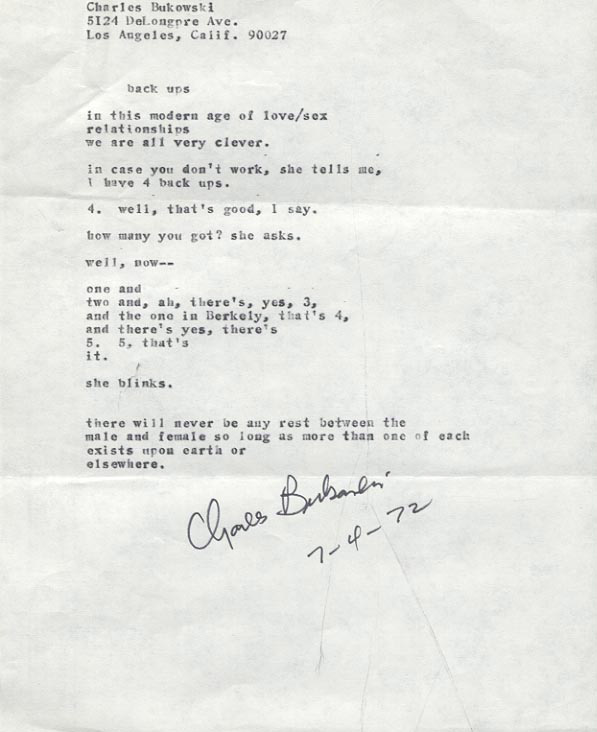 Charles Bukowski
5124 DeLongpre Ave.
Los Angeles, Calif. 90027
back ups
in this modern age of love/sex
relationships
we are all very clever.
in case you don't work, she tells me,
I have 4 back ups.
4. well, that's good, I say.
how many you got? she asks.
well, now--
one and
two and, ah, there's, yes, 3,
and the one in Berkely, that's 4,
and there's yes, there's
5. 5, that's
it.
she blinks.
there will never be any rest between the
male and female so long as more than one of each
exists upon earth or
elsewhere.
Charles Bukowski
7-4-72